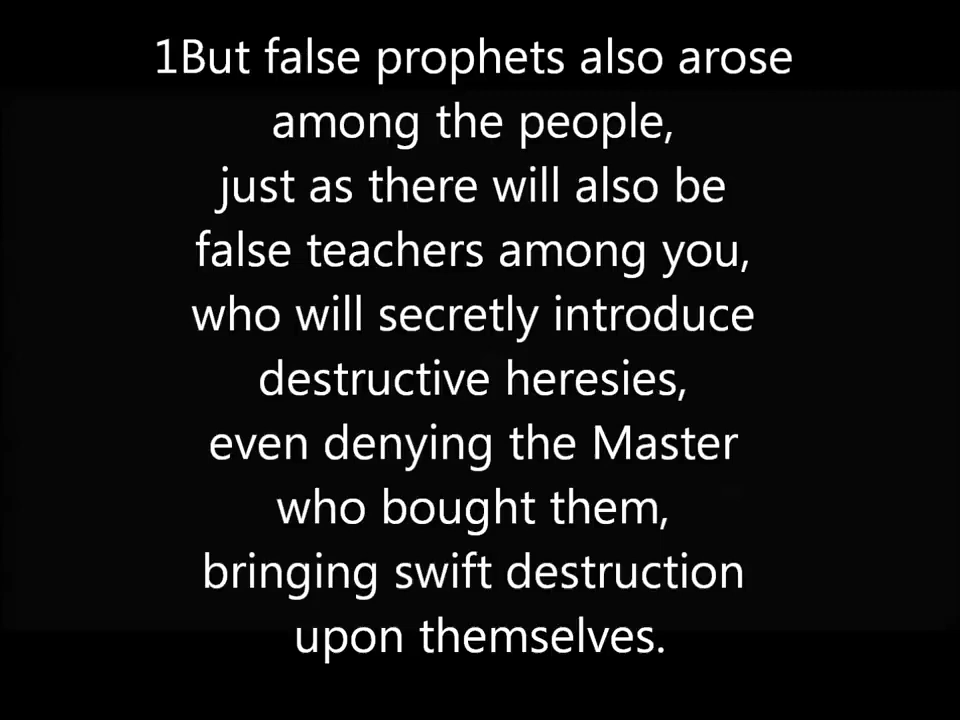 1But false prophets also arose
among the people,
just as there will also be
false teachers among you,
who will secretly introduce
destructive heresies,
even denying the Master
who bought them,
bringing swift destruction
upon themselves.